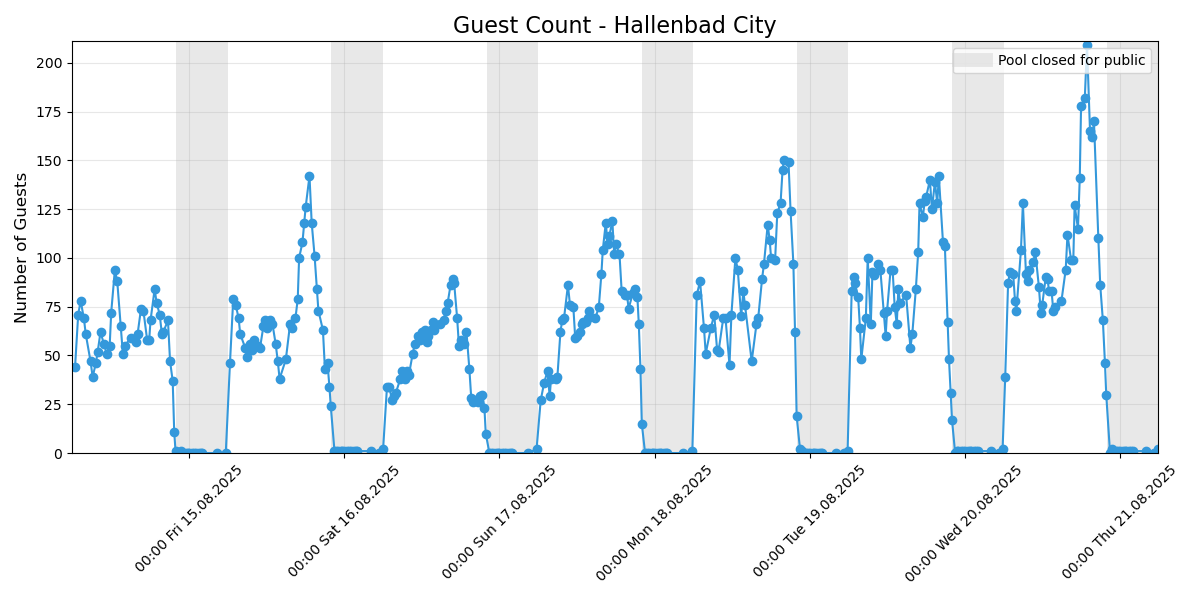 Guest Count - Hallenbad City
Pool closed for public
Number of Guests
200
175
150
125
100
75
50
25
0
00:00 Fri 15.08.2025
00:00 Sat 16.08.2025
00:00 Sun 17.08.2025
00:00 Mon 18.08.2025
00:00 Tue 19.08.2025
00:00 Wed 20.08.2025
00:00 Thu 21.08.2025